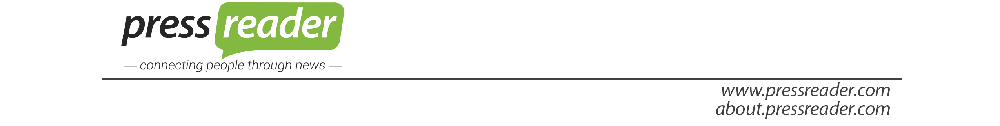 press reader
— connecting people through news —
www.pressreader.com
about.pressreader.com